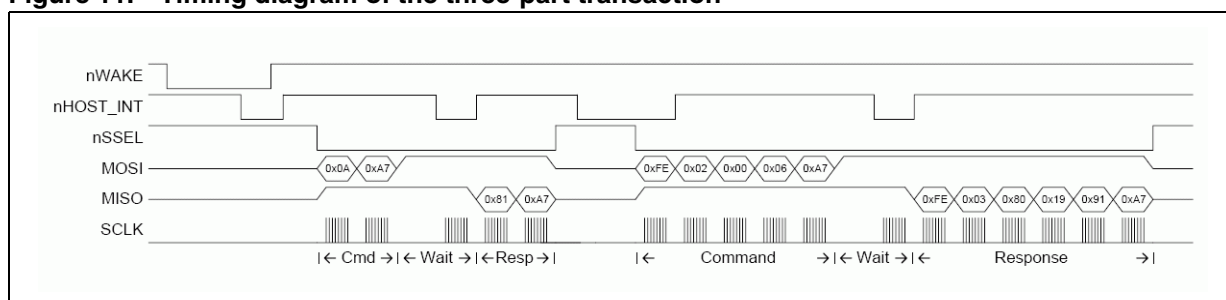 Figure 11. Timing diagram of the three-part transaction
nWAKE
nHOST_INT
nSSEL
MOSI 0x0A 0xA7 0xFE 0x02 0x00 0x06 0xA7
MISO 0x81 0xA7 0xFE 0x03 0x80 0x19 0x91 0xA7
SCLK
|← Cmd →|← Wait →|←Resp →| |← Command →|← Wait →|← Response →|